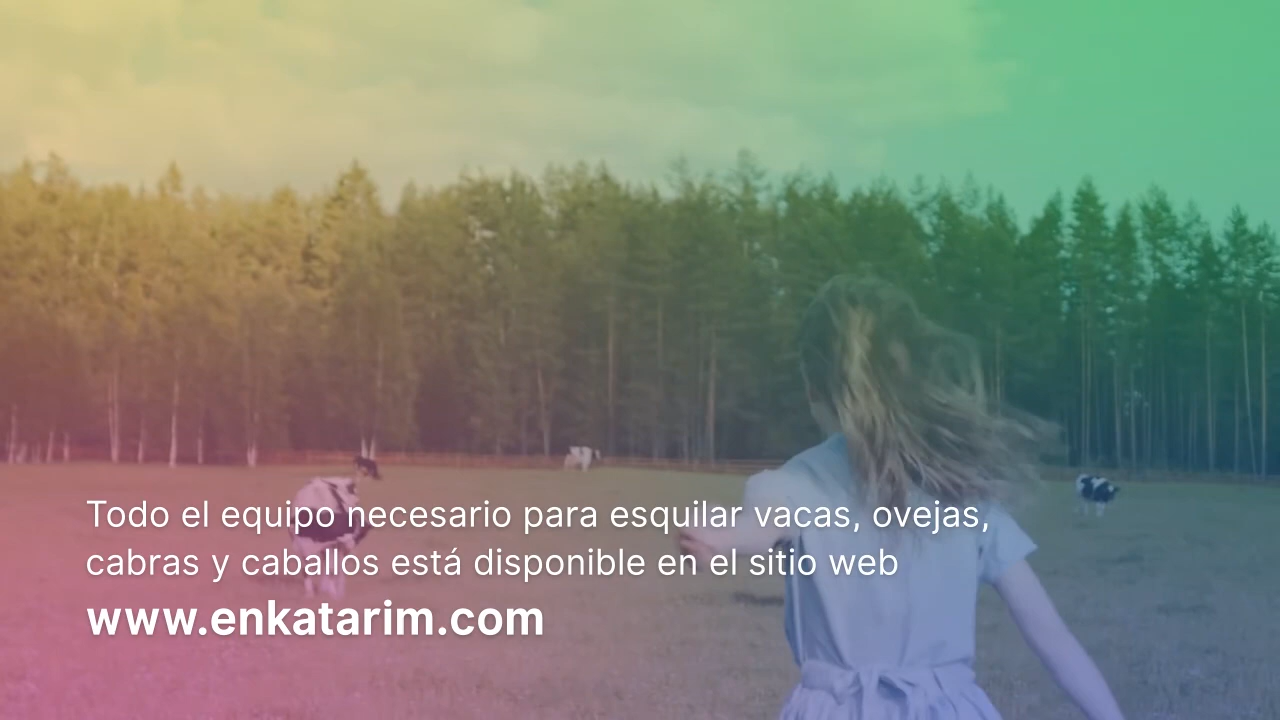 Todo el equipo necesario para esquilar vacas, ovejas,
cabras y caballos está disponible en el sitio web
www.enkatarim.com